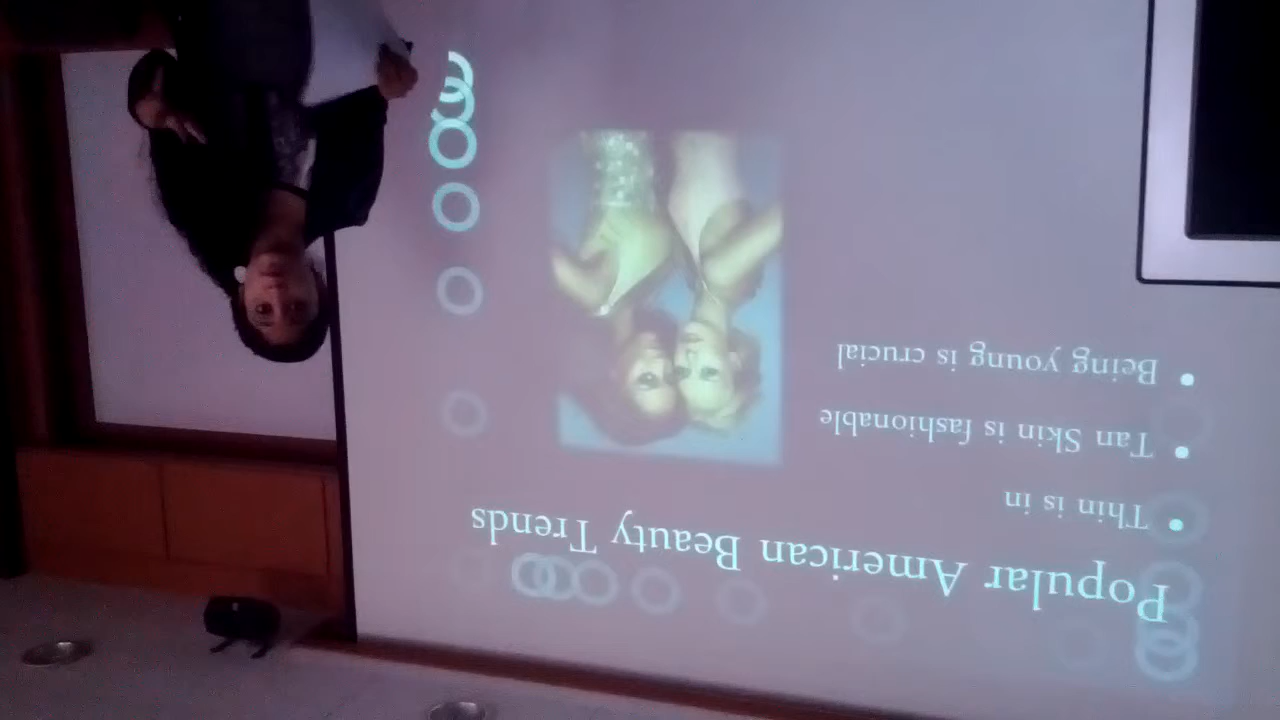 Popular American Beauty Trends
• Thin is in
• Tan Skin is fashionable
• Being young is crucial